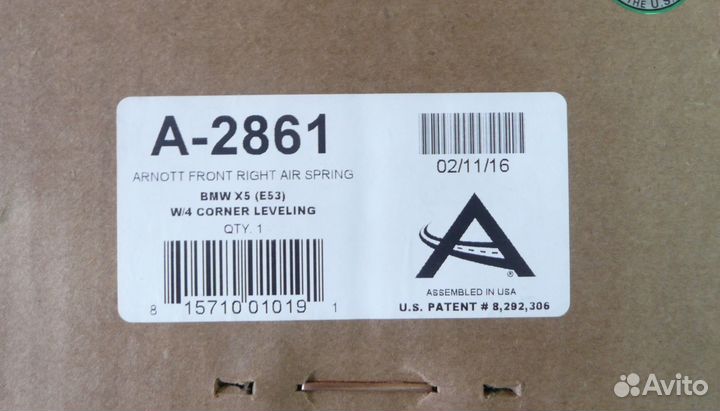 THE U.S.
A-2861
ARNOTT FRONT RIGHT AIR SPRING
BMW X5 (E53)
W/4 CORNER LEVELING
QTY. 1
8 15710 01019 1
02/11/16
®
ASSEMBLED IN USA
U.S. PATENT # 8,292,306
Avito